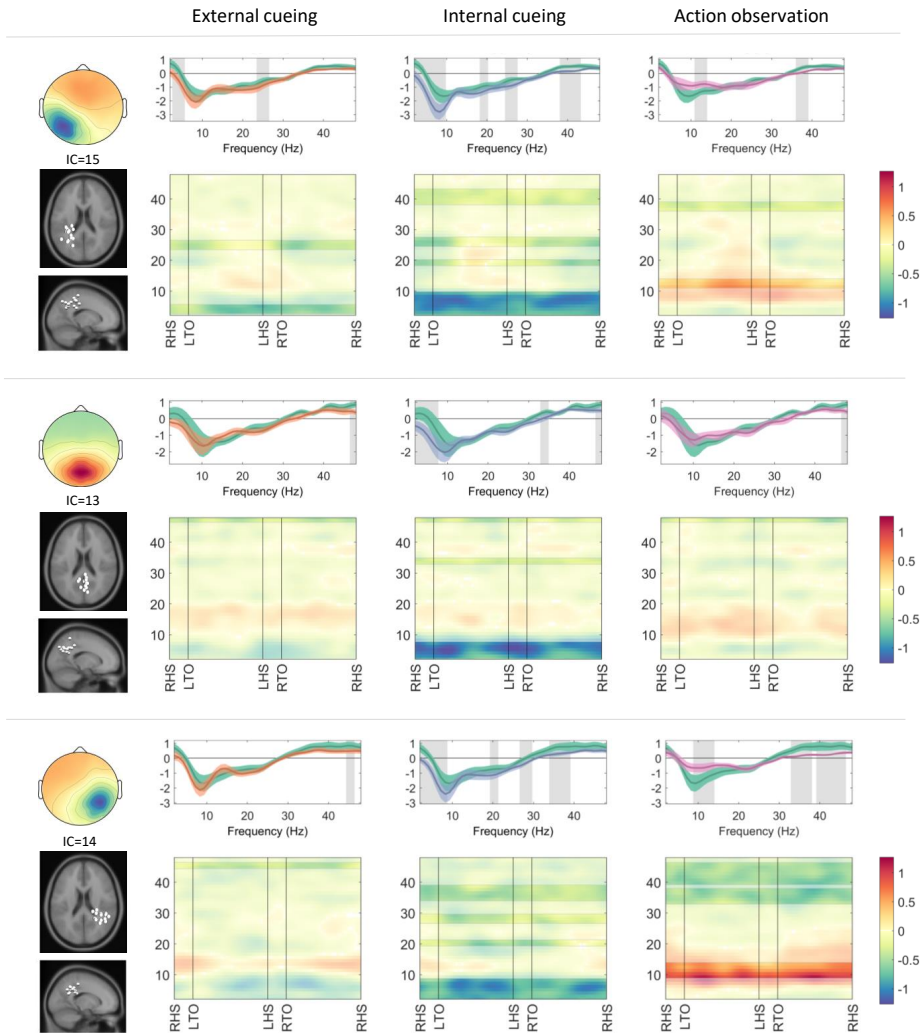 External cueing Internal cueing Action observation
1 0 -1 -2 -3
10 20 30 40
Frequency (Hz)
1 0 -1 -2 -3
10 20 30 40
Frequency (Hz)
1 0 -1 -2 -3
10 20 30 40
Frequency (Hz)
IC=15
40 30 20 10
RHS LTO LHS RTO RHS
40 30 20 10
RHS LTO LHS RTO RHS
40 30 20 10
RHS LTO LHS RTO RHS
1 0.5 0 -0.5 -1
1 0 -1 -2
10 20 30 40
Frequency (Hz)
1 0 -1 -2
10 20 30 40
Frequency (Hz)
1 0 -1 -2
10 20 30 40
Frequency (Hz)
IC=13
40 30 20 10
RHS LTO LHS RTO RHS
40 30 20 10
RHS LTO LHS RTO RHS
40 30 20 10
RHS LTO LHS RTO RHS
1 0.5 0 -0.5 -1
1 0 -1 -2 -3
10 20 30 40
Frequency (Hz)
1 0 -1 -2 -3
10 20 30 40
Frequency (Hz)
1 0 -1 -2 -3
10 20 30 40
Frequency (Hz)
IC=14
40 30 20 10
RHS LTO LHS RTO RHS
40 30 20 10
RHS LTO LHS RTO RHS
40 30 20 10
RHS LTO LHS RTO RHS
1 0.5 0 -0.5 -1